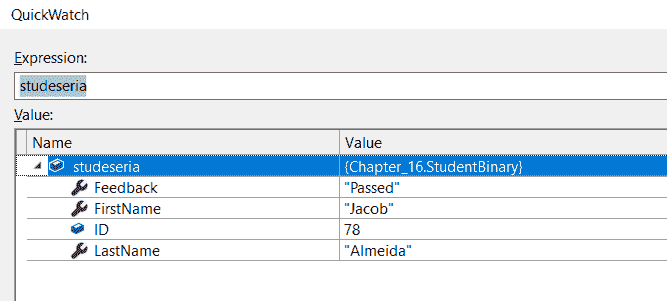 QuickWatch
Expression:
studeseria
Value:
Name Value
studeseria {Chapter_16.StudentBinary}
Feedback "Passed"
FirstName "Jacob"
ID 78
LastName "Almeida"